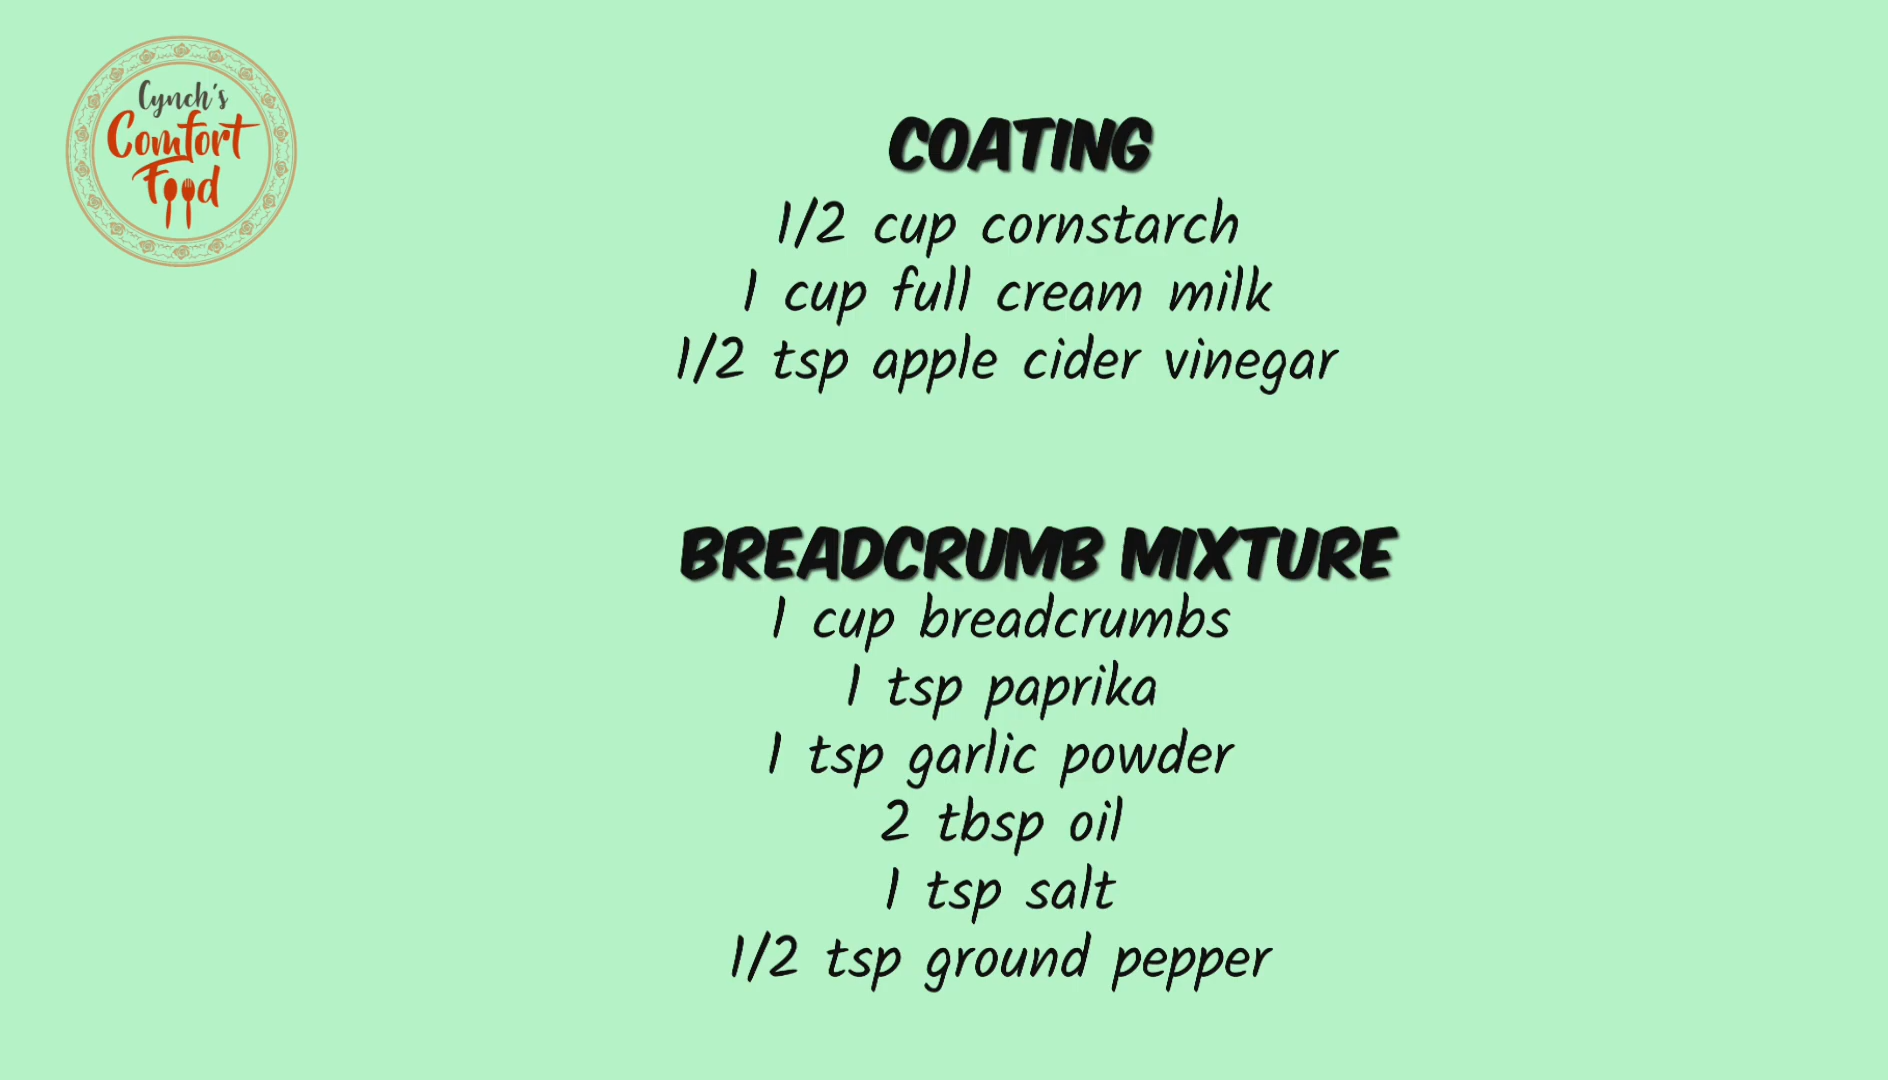 Cynch's
Comfort
Food
COATING
1/2 cup cornstarch
1 cup full cream milk
1/2 tsp apple cider vinegar
BREADCRUMB MIXTURE
1 cup breadcrumbs
1 tsp paprika
1 tsp garlic powder
2 tbsp oil
1 tsp salt
1/2 tsp ground pepper